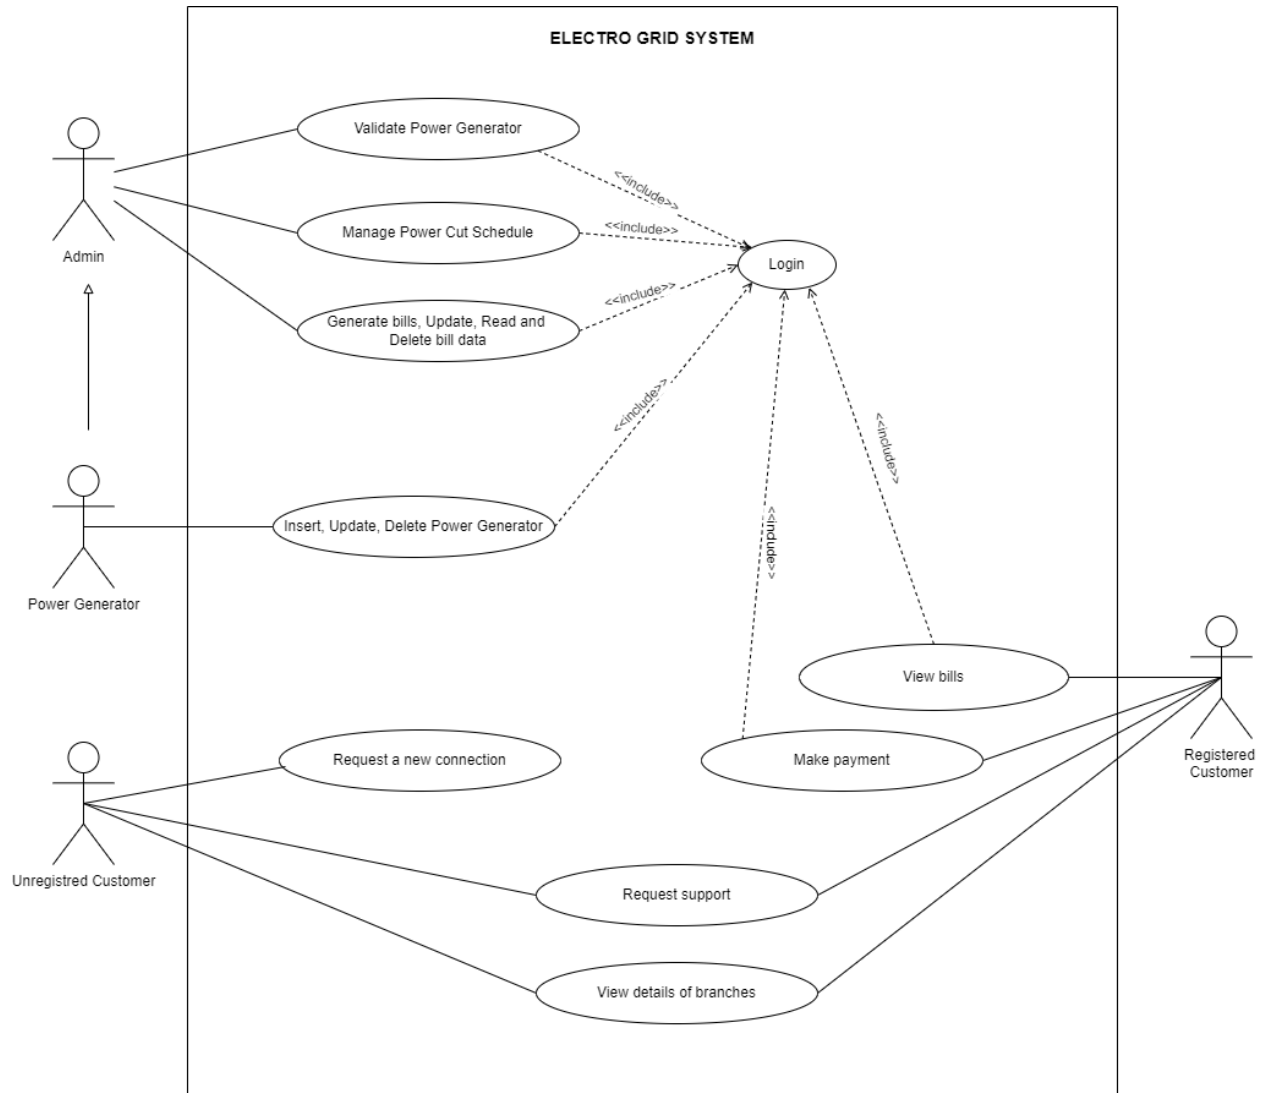 ELECTRO GRID SYSTEM
Validate Power Generator
<<include>>
Manage Power Cut Schedule
<<include>>
Admin
Login
Generate bills, Update, Read and
Delete bill data
<<include>>
<<include>>
<<include>>
Insert, Update, Delete Power Generator
<<include>>
Power Generator
View bills
Request a new connection
Make payment
Registered
Customer
Unregistred Customer
Request support
View details of branches